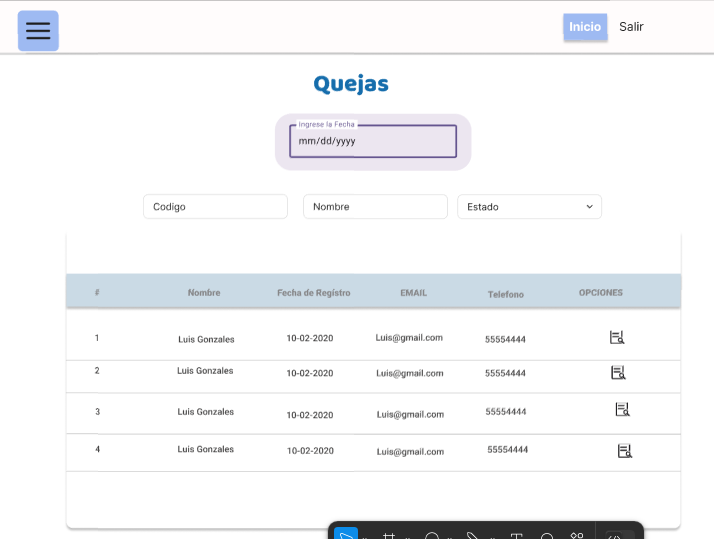 Inicio Salir
Quejas
Ingrese la Fecha
mm/dd/yyyy
Codigo Nombre Estado
# Nombre Fecha de Registro EMAIL Telefono OPCIONES
1 Luis Gonzales 10-02-2020 Luis@gmail.com 55554444
2 Luis Gonzales 10-02-2020 Luis@gmail.com 55554444
3 Luis Gonzales 10-02-2020 Luis@gmail.com 55554444
4 Luis Gonzales 10-02-2020 Luis@gmail.com 55554444